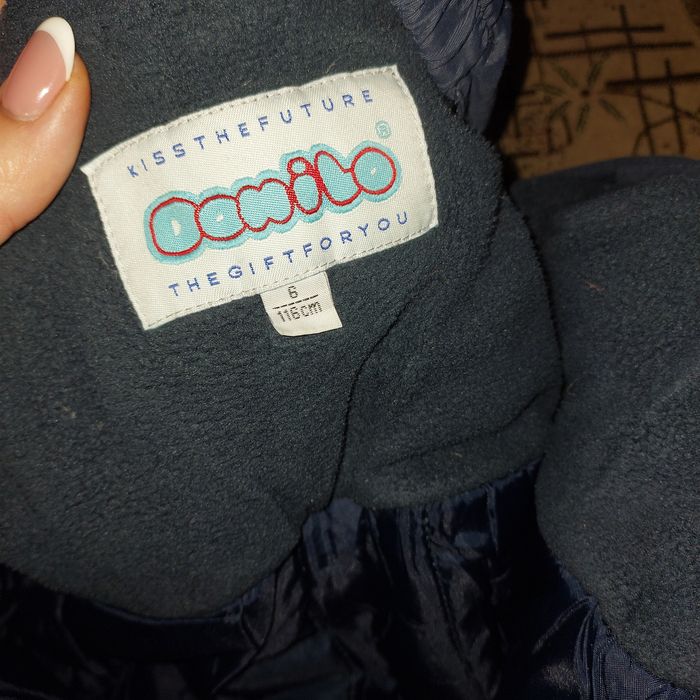 KISSTHEFUTURE
Danilo ®
THEGIFTFORYOU
6
116cm